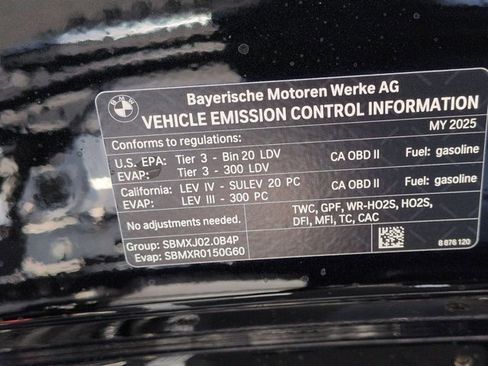 BMW
Bayerische Motoren Werke AG
VEHICLE EMISSION CONTROL INFORMATION
MY 2025
Conforms to regulations:
U.S. EPA: Tier 3 - Bin 20 LDV CA OBD II Fuel: gasoline
EVAP: Tier 3 - 300 LDV
California: LEV IV - SULEV 20 PC CA OBD II Fuel: gasoline
EVAP: LEV III - 300 PC
No adjustments needed. TWC, GPF, WR-HO2S, HO2S,
DFI, MFI, TC, CAC
Group: SBMXJ02.0B4P
Evap: SBMXR0150G60
8 876 120